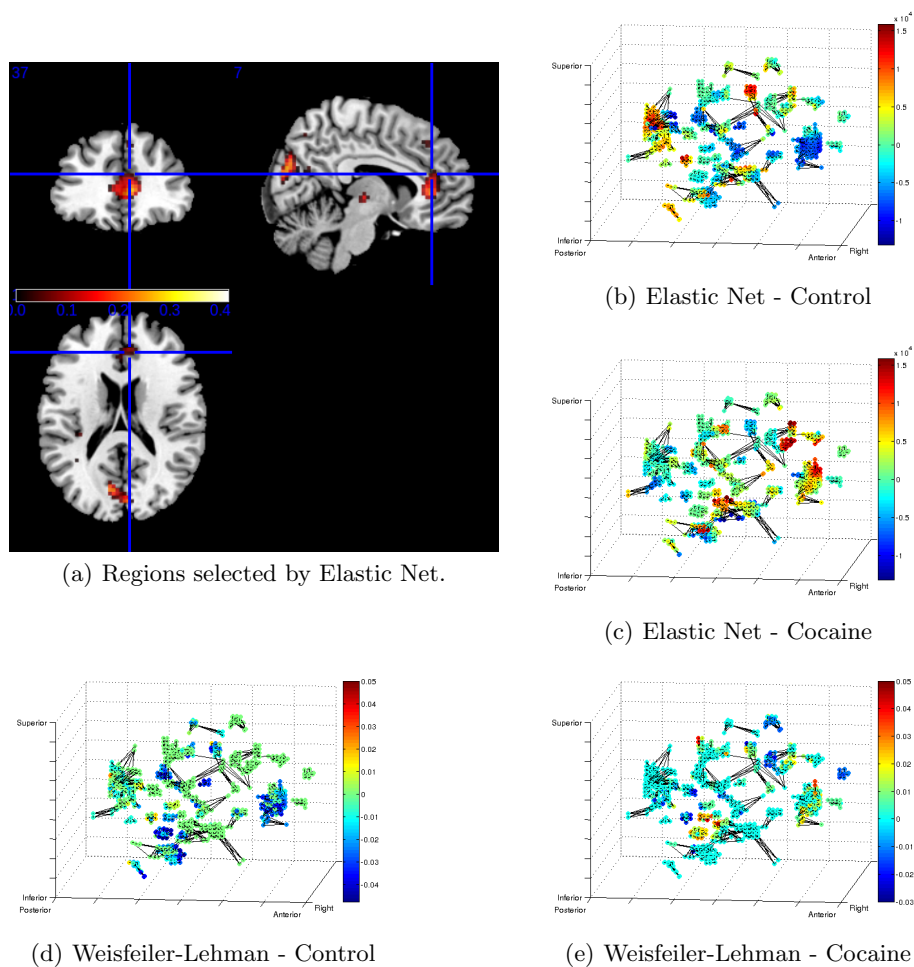 37
7
0.0 0.1 0.2 0.3 0.4
(a) Regions selected by Elastic Net.
x 10⁴
1.5
1
0.5
0
-0.5
-1
Superior
Inferior
Posterior
Anterior
Right
(b) Elastic Net - Control
x 10⁴
1.5
1
0.5
0
-0.5
-1
Superior
Inferior
Posterior
Anterior
Right
(c) Elastic Net - Cocaine
0.05
0.04
0.03
0.02
0.01
0
-0.01
-0.02
-0.03
-0.04
Superior
Inferior
Posterior
Anterior
Right
(d) Weisfeiler-Lehman - Control
0.05
0.04
0.03
0.02
0.01
0
-0.01
-0.02
-0.03
Superior
Inferior
Posterior
Anterior
Right
(e) Weisfeiler-Lehman - Cocaine